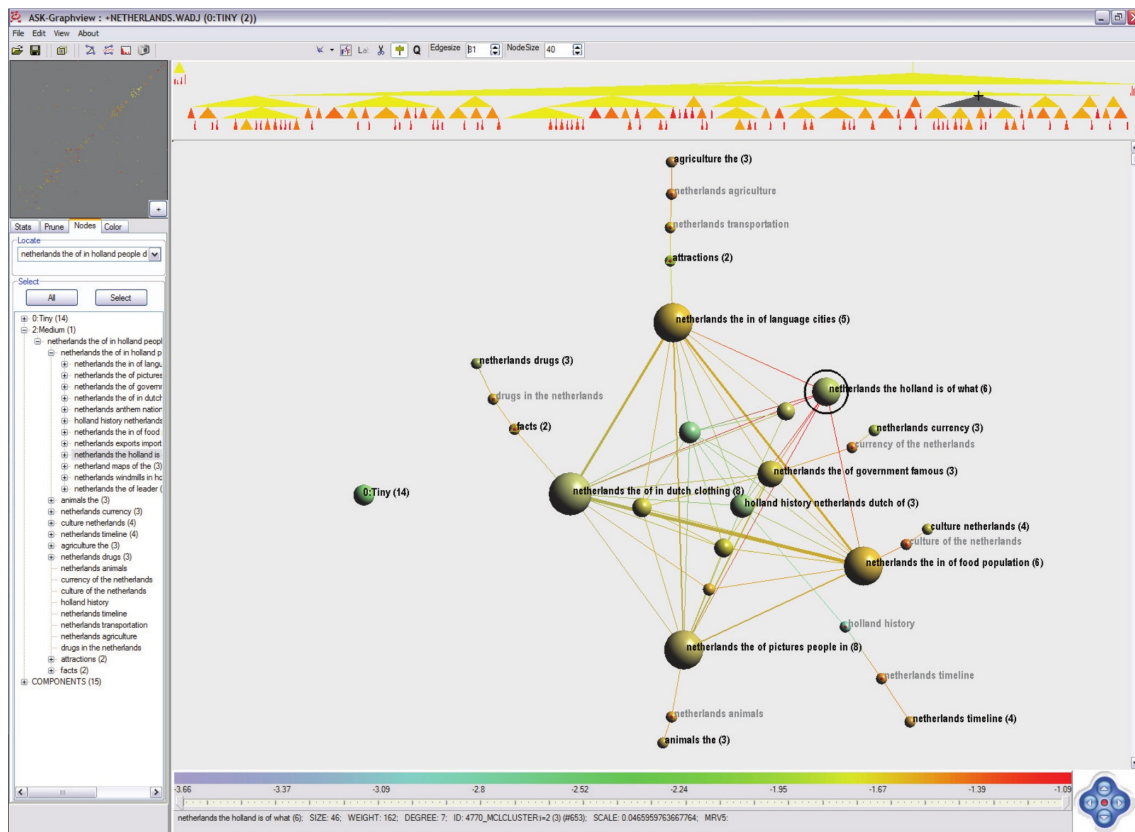 ASK-Graphview : +NETHERLANDS.WADJ (0:TINY (2))
File Edit View About
Lab Q Edgesize 31 NodeSize 40
Stats Prune Nodes Color
Locate
netherlands the of in holland people d
Select
All Select
0:Tiny (14)
2:Medium (1)
netherlands the of in holland peopl
netherlands the of in holland p
netherlands the in of langu
netherlands the of pictures
netherlands the of governm
netherlands the of in dutch
netherlands anthem nation
holland history netherlands
netherlands the in of food
netherlands exports import
netherlands the holland is
netherland maps of the (3)
netherlands windmills in hc
netherlands the of leader (
animals the (3)
netherlands currency (3)
culture netherlands (4)
netherlands timeline (4)
agriculture the (3)
netherlands drugs (3)
netherlands animals
currency of the netherlands
culture of the netherlands
holland history
netherlands timeline
netherlands transportation
netherlands agriculture
drugs in the netherlands
attractions (2)
facts (2)
COMPONENTS (15)
agriculture the (3)
netherlands agriculture
netherlands transportation
attractions (2)
netherlands the in of language cities (5)
netherlands drugs (3)
netherlands the holland is of what (6)
drugs in the netherlands
facts (2)
netherlands currency (3)
currency of the netherlands
netherlands the of government famous (3)
0:Tiny (14)
netherlands the of in dutch clothing (8)
holland history netherlands dutch of (3)
culture netherlands (4)
culture of the netherlands
netherlands the in of food population (6)
holland history
netherlands the of pictures people in (8)
netherlands timeline
netherlands animals
netherlands timeline (4)
animals the (3)
-3.66 -3.37 -3.09 -2.8 -2.52 -2.24 -1.95 -1.67 -1.39 -1.09
netherlands the holland is of what (6); SIZE: 46; WEIGHT: 162; DEGREE: 7; ID: 4770_MCLCLUSTERi=2 (3) (#653); SCALE: 0.0465959763667764; MRV5: